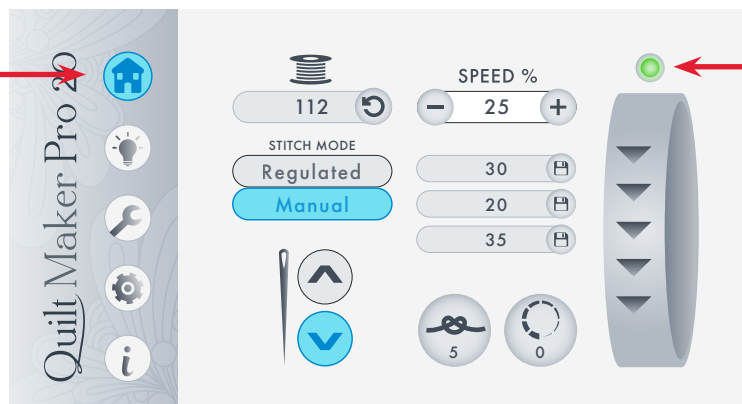 Quilt Maker Pro 20
i
112
STITCH MODE
Regulated
Manual
SPEED %
25
30
20
35
5
0